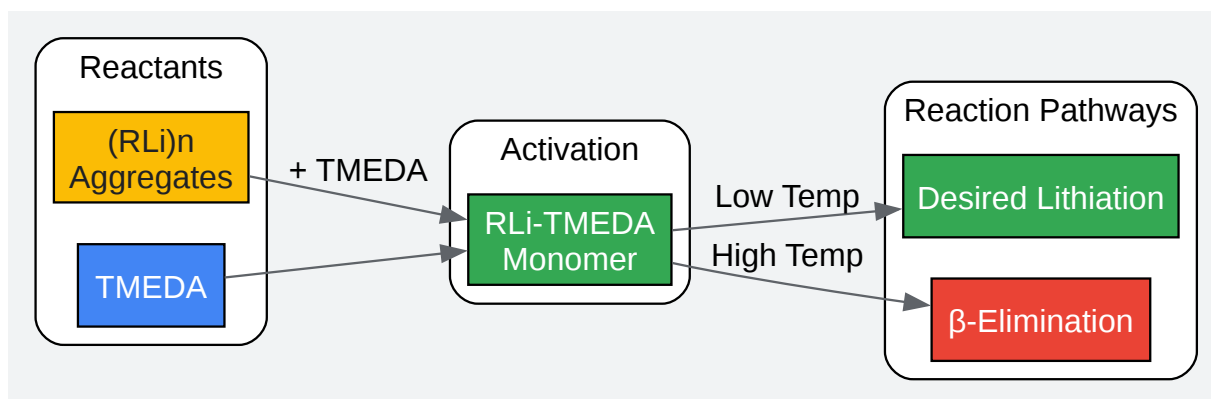 Reactants
(RLi)n
Aggregates
TMEDA
+ TMEDA
Activation
RLi-TMEDA
Monomer
Low Temp
High Temp
Reaction Pathways
Desired Lithiation
β-Elimination